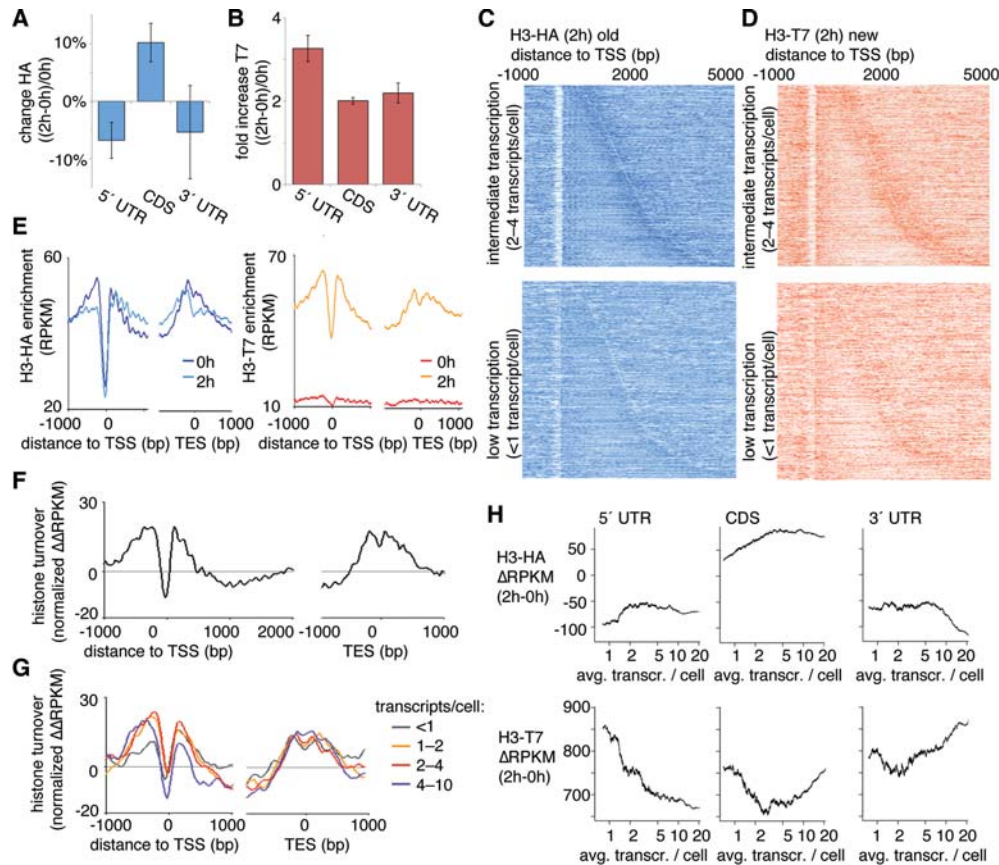 A
change HA
((2h-0h)/0h)
10%
0%
-10%
5´ UTR
CDS
3´ UTR
B
fold increase T7
((2h-0h)/0h)
4
2
0
5´ UTR
CDS
3´ UTR
C
H3-HA (2h) old
distance to TSS (bp)
-1000 2000 5000
intermediate transcription
(2–4 transcripts/cell)
low transcription
(<1 transcript/cell)
D
H3-T7 (2h) new
distance to TSS (bp)
-1000 2000 5000
intermediate transcription
(2–4 transcripts/cell)
low transcription
(<1 transcript/cell)
E
H3-HA enrichment
(RPKM)
60
20
0h
2h
-1000 0 0 1000
distance to TSS (bp) TES (bp)
H3-T7 enrichment
(RPKM)
70
10
0h
2h
-1000 0 0 1000
distance to TSS (bp) TES (bp)
F
histone turnover
(normalized ΔΔRPKM)
30
0
-20
-1000 0 1000 2000
distance to TSS (bp)
-1000 0 1000
TES (bp)
G
histone turnover
(normalized ΔΔRPKM)
30
0
-20
-1000 0 1000
distance to TSS (bp)
0 1000
TES (bp)
transcripts/cell:
<1
1–2
2–4
4–10
H
5´ UTR CDS 3´ UTR
H3-HA
ΔRPKM
(2h-0h)
50
0
-50
-100
1 2 5 10 20
avg. transcr. / cell
1 2 5 10 20
avg. transcr. / cell
1 2 5 10 20
avg. transcr. / cell
H3-T7
ΔRPKM
(2h-0h)
900
800
700
1 2 5 10 20
avg. transcr. / cell
1 2 5 10 20
avg. transcr. / cell
1 2 5 10 20
avg. transcr. / cell